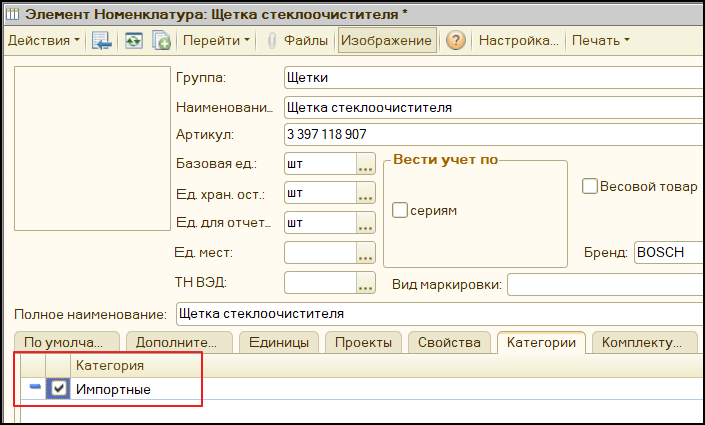 Элемент Номенклатура: Щетка стеклоочистителя *
Действия Перейти Файлы Изображение ? Настройка... Печать
Группа: Щетки
Наименовани... Щетка стеклоочистителя
Артикул: 3 397 118 907
Базовая ед.: шт ... Вести учет по
Весовой товар
Ед. хран. ост.: шт ...
сериям
Ед. для отчет... шт ...
Ед. мест: ... Бренд: BOSCH
ТН ВЭД: ... Вид маркировки:
Полное наименование: Щетка стеклоочистителя
По умолча... Дополните... Единицы Проекты Свойства Категории Комплекту...
Категория
Импортные